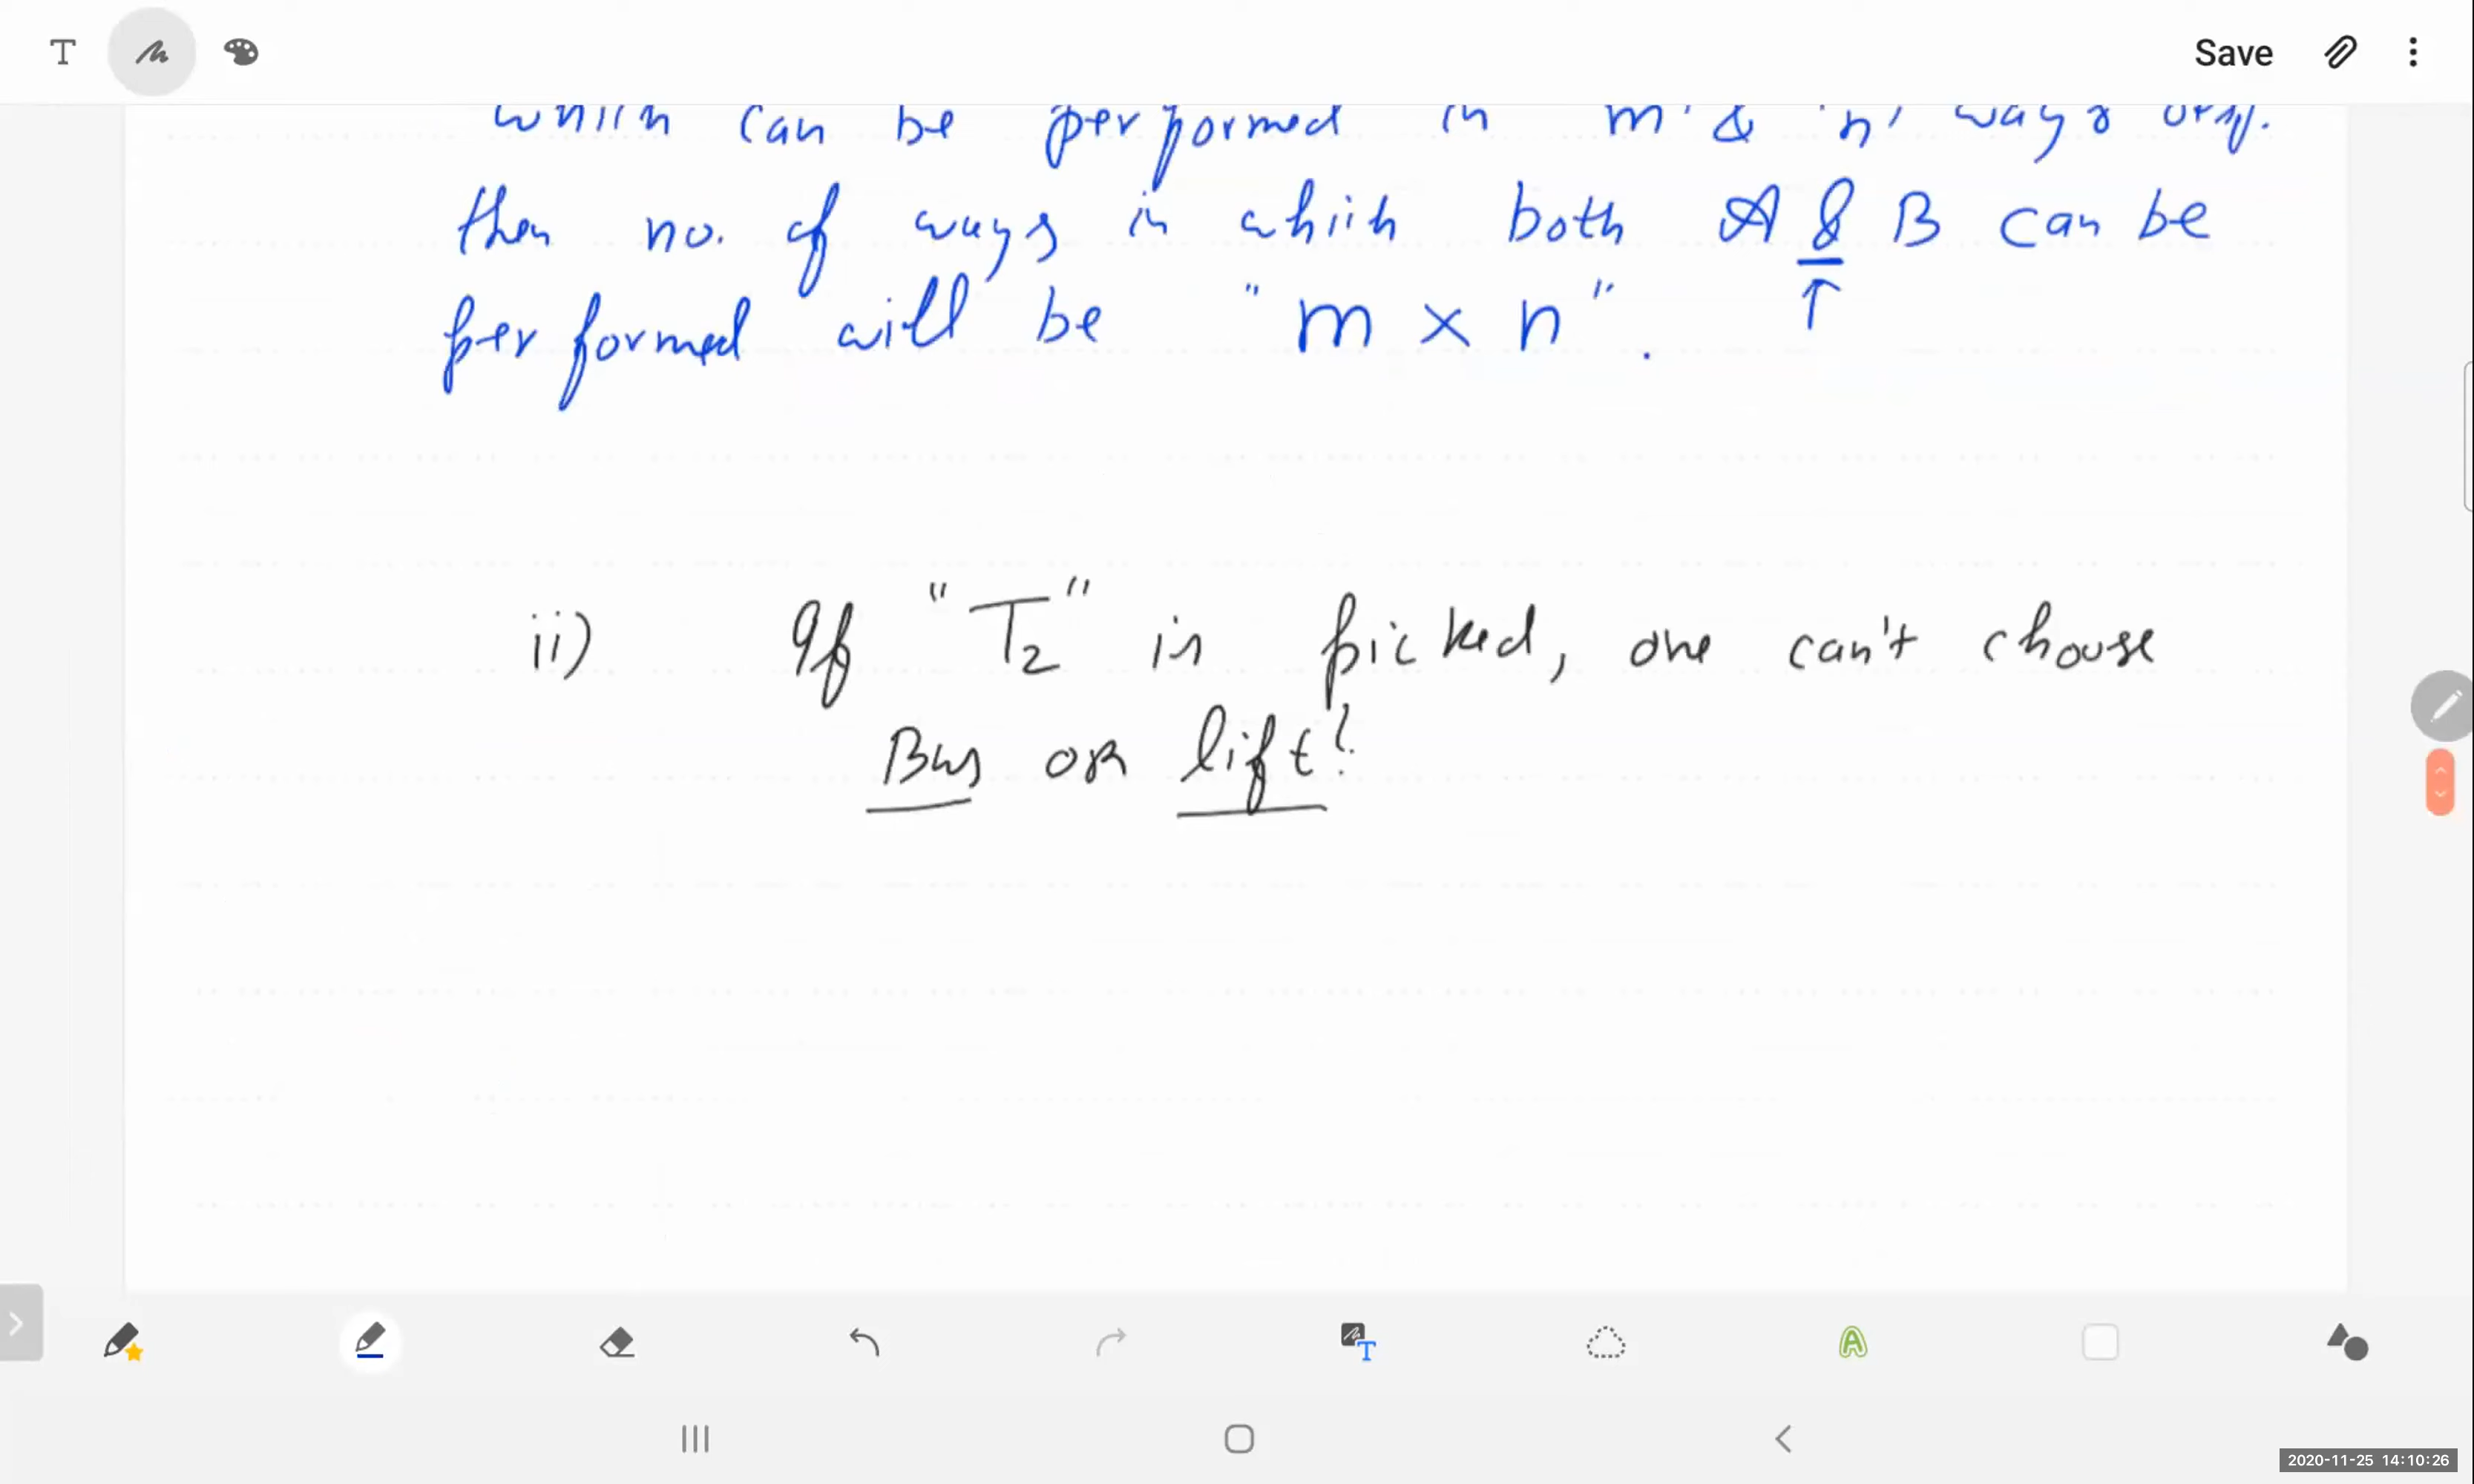 Save
which can be performed in m' & 'n' ways
then no. of ways in which both A & B can be
performed will be "m × n".
ii) If "T₂" is picked, one can't choose
Bus or lift?
2020-11-25 14:10:26